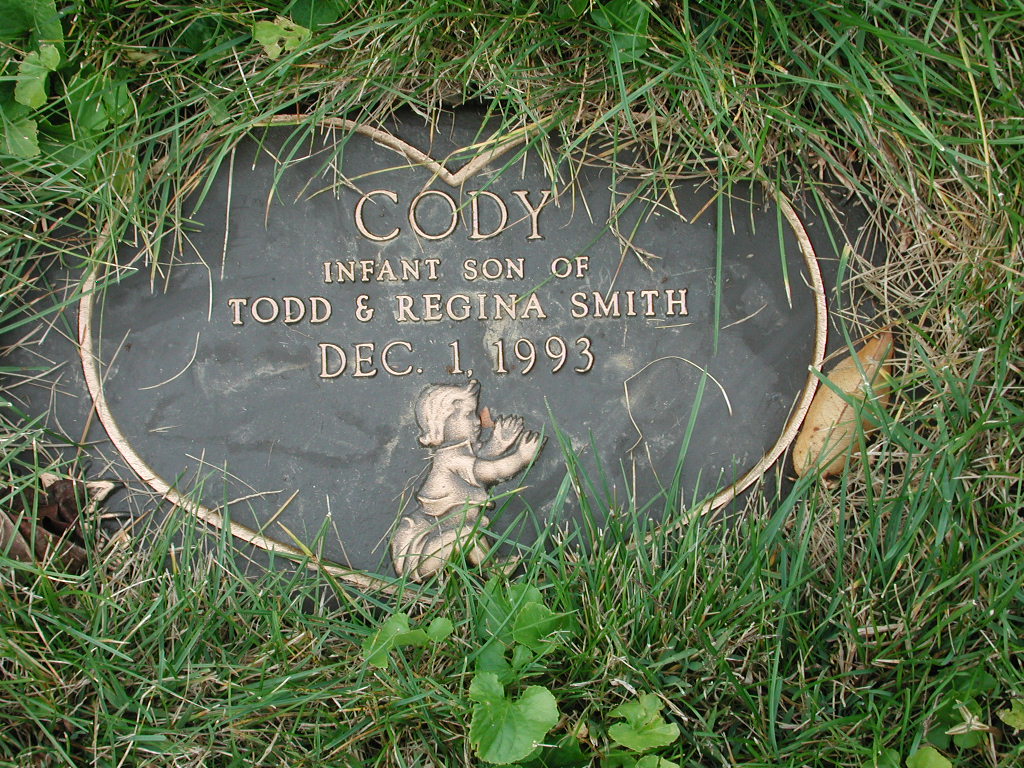 CODY
INFANT SON OF
TODD & REGINA SMITH
DEC. 1, 1993